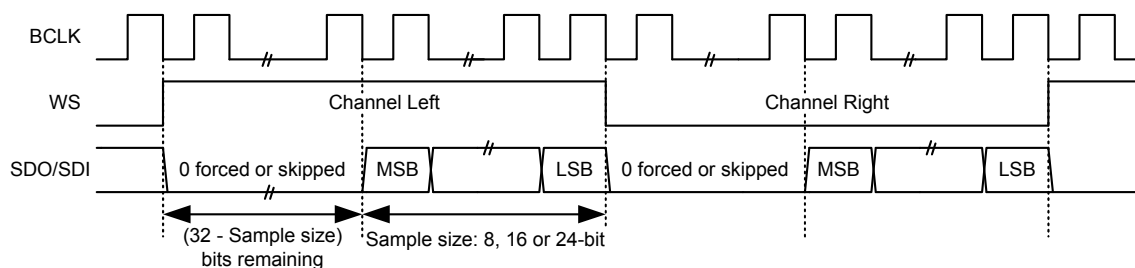 BCLK
WS
Channel Left
Channel Right
SDO/SDI
0 forced or skipped
MSB
LSB
0 forced or skipped
MSB
LSB
(32 - Sample size)
bits remaining
Sample size: 8, 16 or 24-bit